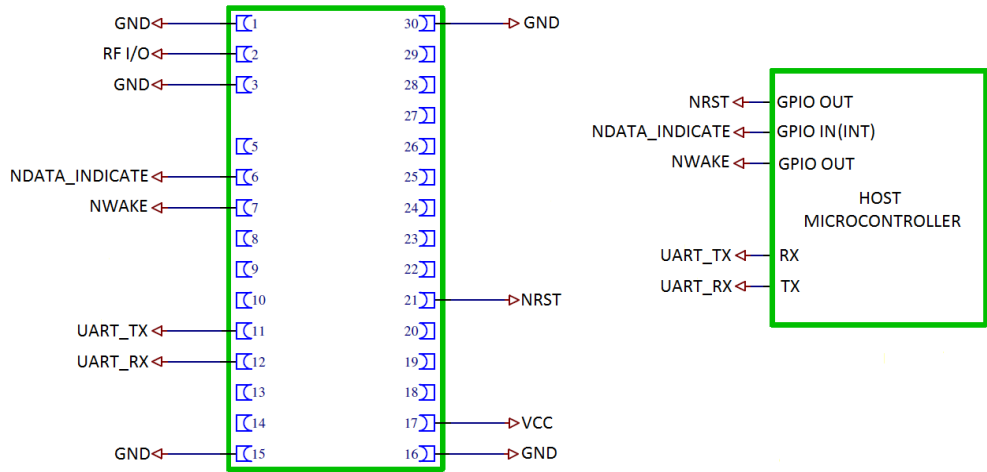 GND 1 30 GND
RF I/O 2 29
GND 3 28
27
5 26
NDATA_INDICATE 6 25
NWAKE 7 24
8 23
9 22
10 21 NRST
UART_TX 11 20
UART_RX 12 19
13 18
14 17 VCC
GND 15 16 GND
NRST GPIO OUT
NDATA_INDICATE GPIO IN(INT)
NWAKE GPIO OUT
HOST
MICROCONTROLLER
UART_TX RX
UART_RX TX